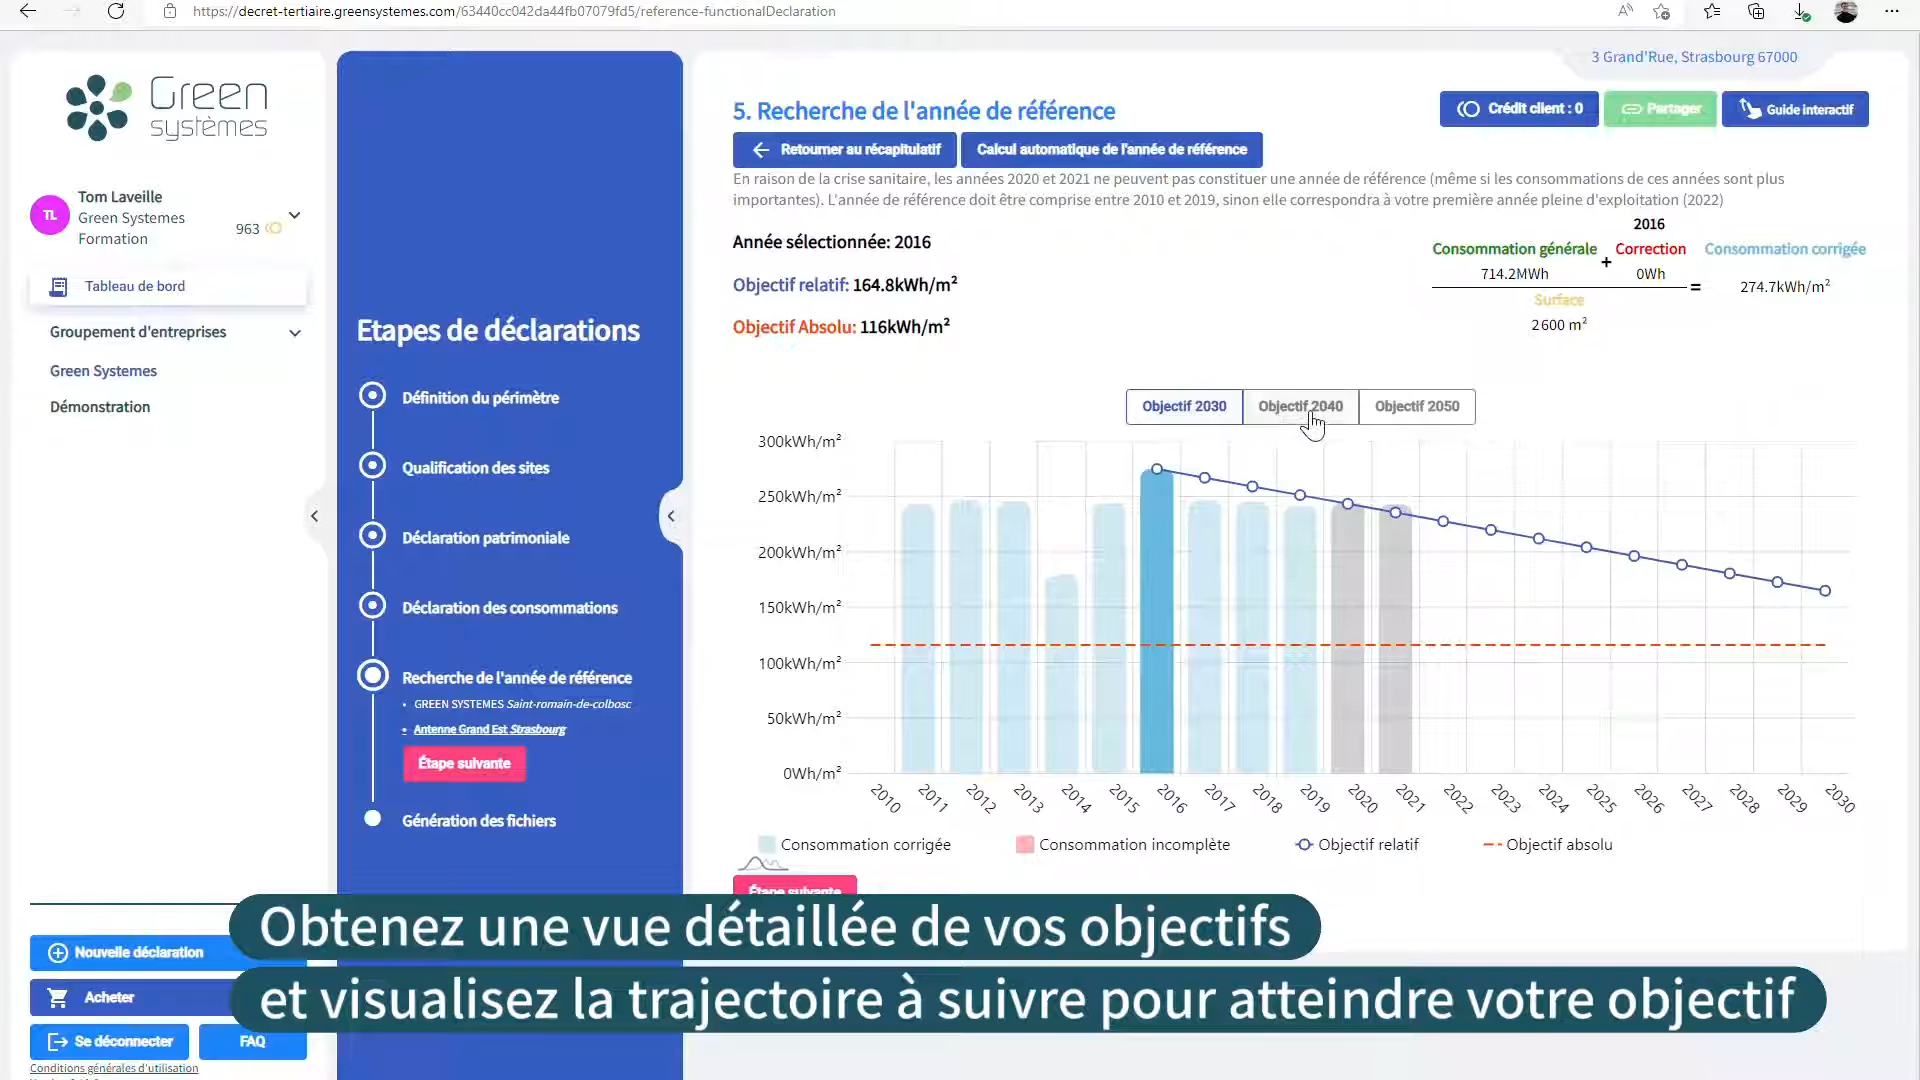 https://decret-tertiaire.greensystemes.com/63440cc042da44fb07079fd5/reference-functionalDeclaration
3 Grand'Rue, Strasbourg 67000
Green
systèmes
TL
Tom Laveille
Green Systemes
Formation
963
Tableau de bord
Groupement d'entreprises
Green Systemes
Démonstration
Nouvelle déclaration
Acheter
Se déconnecter
FAQ
Conditions générales d'utilisation
Etapes de déclarations
Définition du périmètre
Qualification des sites
Déclaration patrimoniale
Déclaration des consommations
Recherche de l'année de référence
• GREEN SYSTEMES Saint-romain-de-colbosc
• Antenne Grand Est Strasbourg
Étape suivante
Génération des fichiers
5. Recherche de l'année de référence
Crédit client : 0
Partager
Guide interactif
Retourner au récapitulatif
Calcul automatique de l'année de référence
En raison de la crise sanitaire, les années 2020 et 2021 ne peuvent pas constituer une année de référence (même si les consommations de ces années sont plus
importantes). L'année de référence doit être comprise entre 2010 et 2019, sinon elle correspondra à votre première année pleine d'exploitation (2022)
Année sélectionnée: 2016
Objectif relatif: 164.8kWh/m²
Objectif Absolu: 116kWh/m²
2016
Consommation générale Correction Consommation corrigée
714.2MWh + 0Wh
= 274.7kWh/m²
Surface
2600 m²
Objectif 2030 Objectif 2040 Objectif 2050
300kWh/m²
250kWh/m²
200kWh/m²
150kWh/m²
100kWh/m²
50kWh/m²
0Wh/m²
2010 2011 2012 2013 2014 2015 2016 2017 2018 2019 2020 2021 2022 2023 2024 2025 2026 2027 2028 2029 2030
Consommation corrigée Consommation incomplète Objectif relatif Objectif absolu
Étape suivante
Obtenez une vue détaillée de vos objectifs
et visualisez la trajectoire à suivre pour atteindre votre objectif